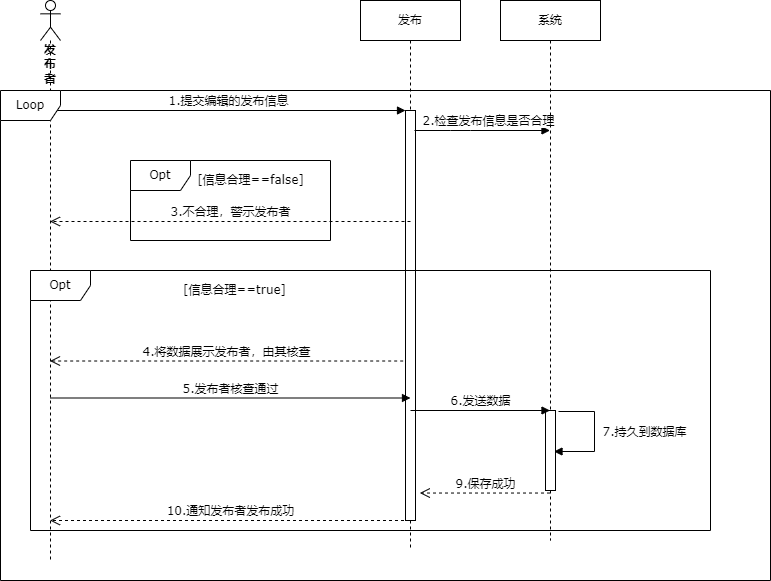 发布者
发布
系统
Loop
1.提交编辑的发布信息
2.检查发布信息是否合理
Opt
[信息合理==false]
3.不合理，警示发布者
Opt
[信息合理==true]
4.将数据展示发布者，由其核查
5.发布者核查通过
6.发送数据
7.持久到数据库
9.保存成功
10.通知发布者发布成功